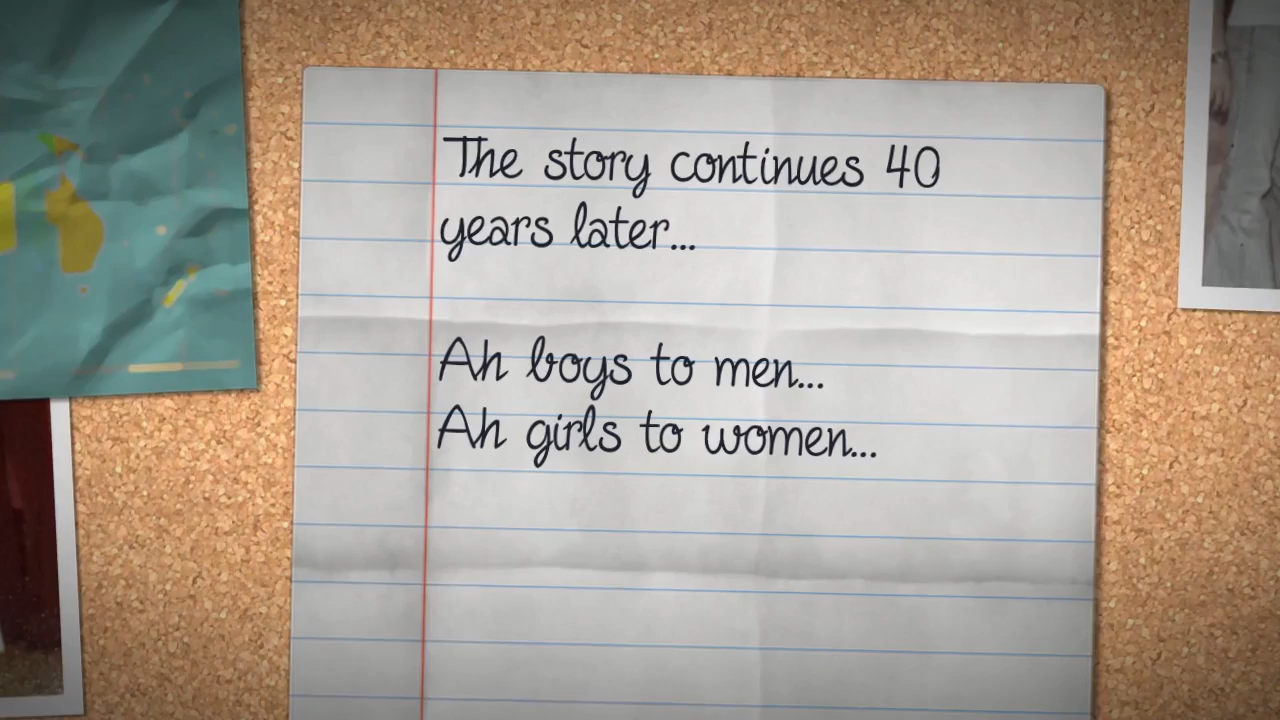 The story continues 40
years later...
Ah boys to men...
Ah girls to women...